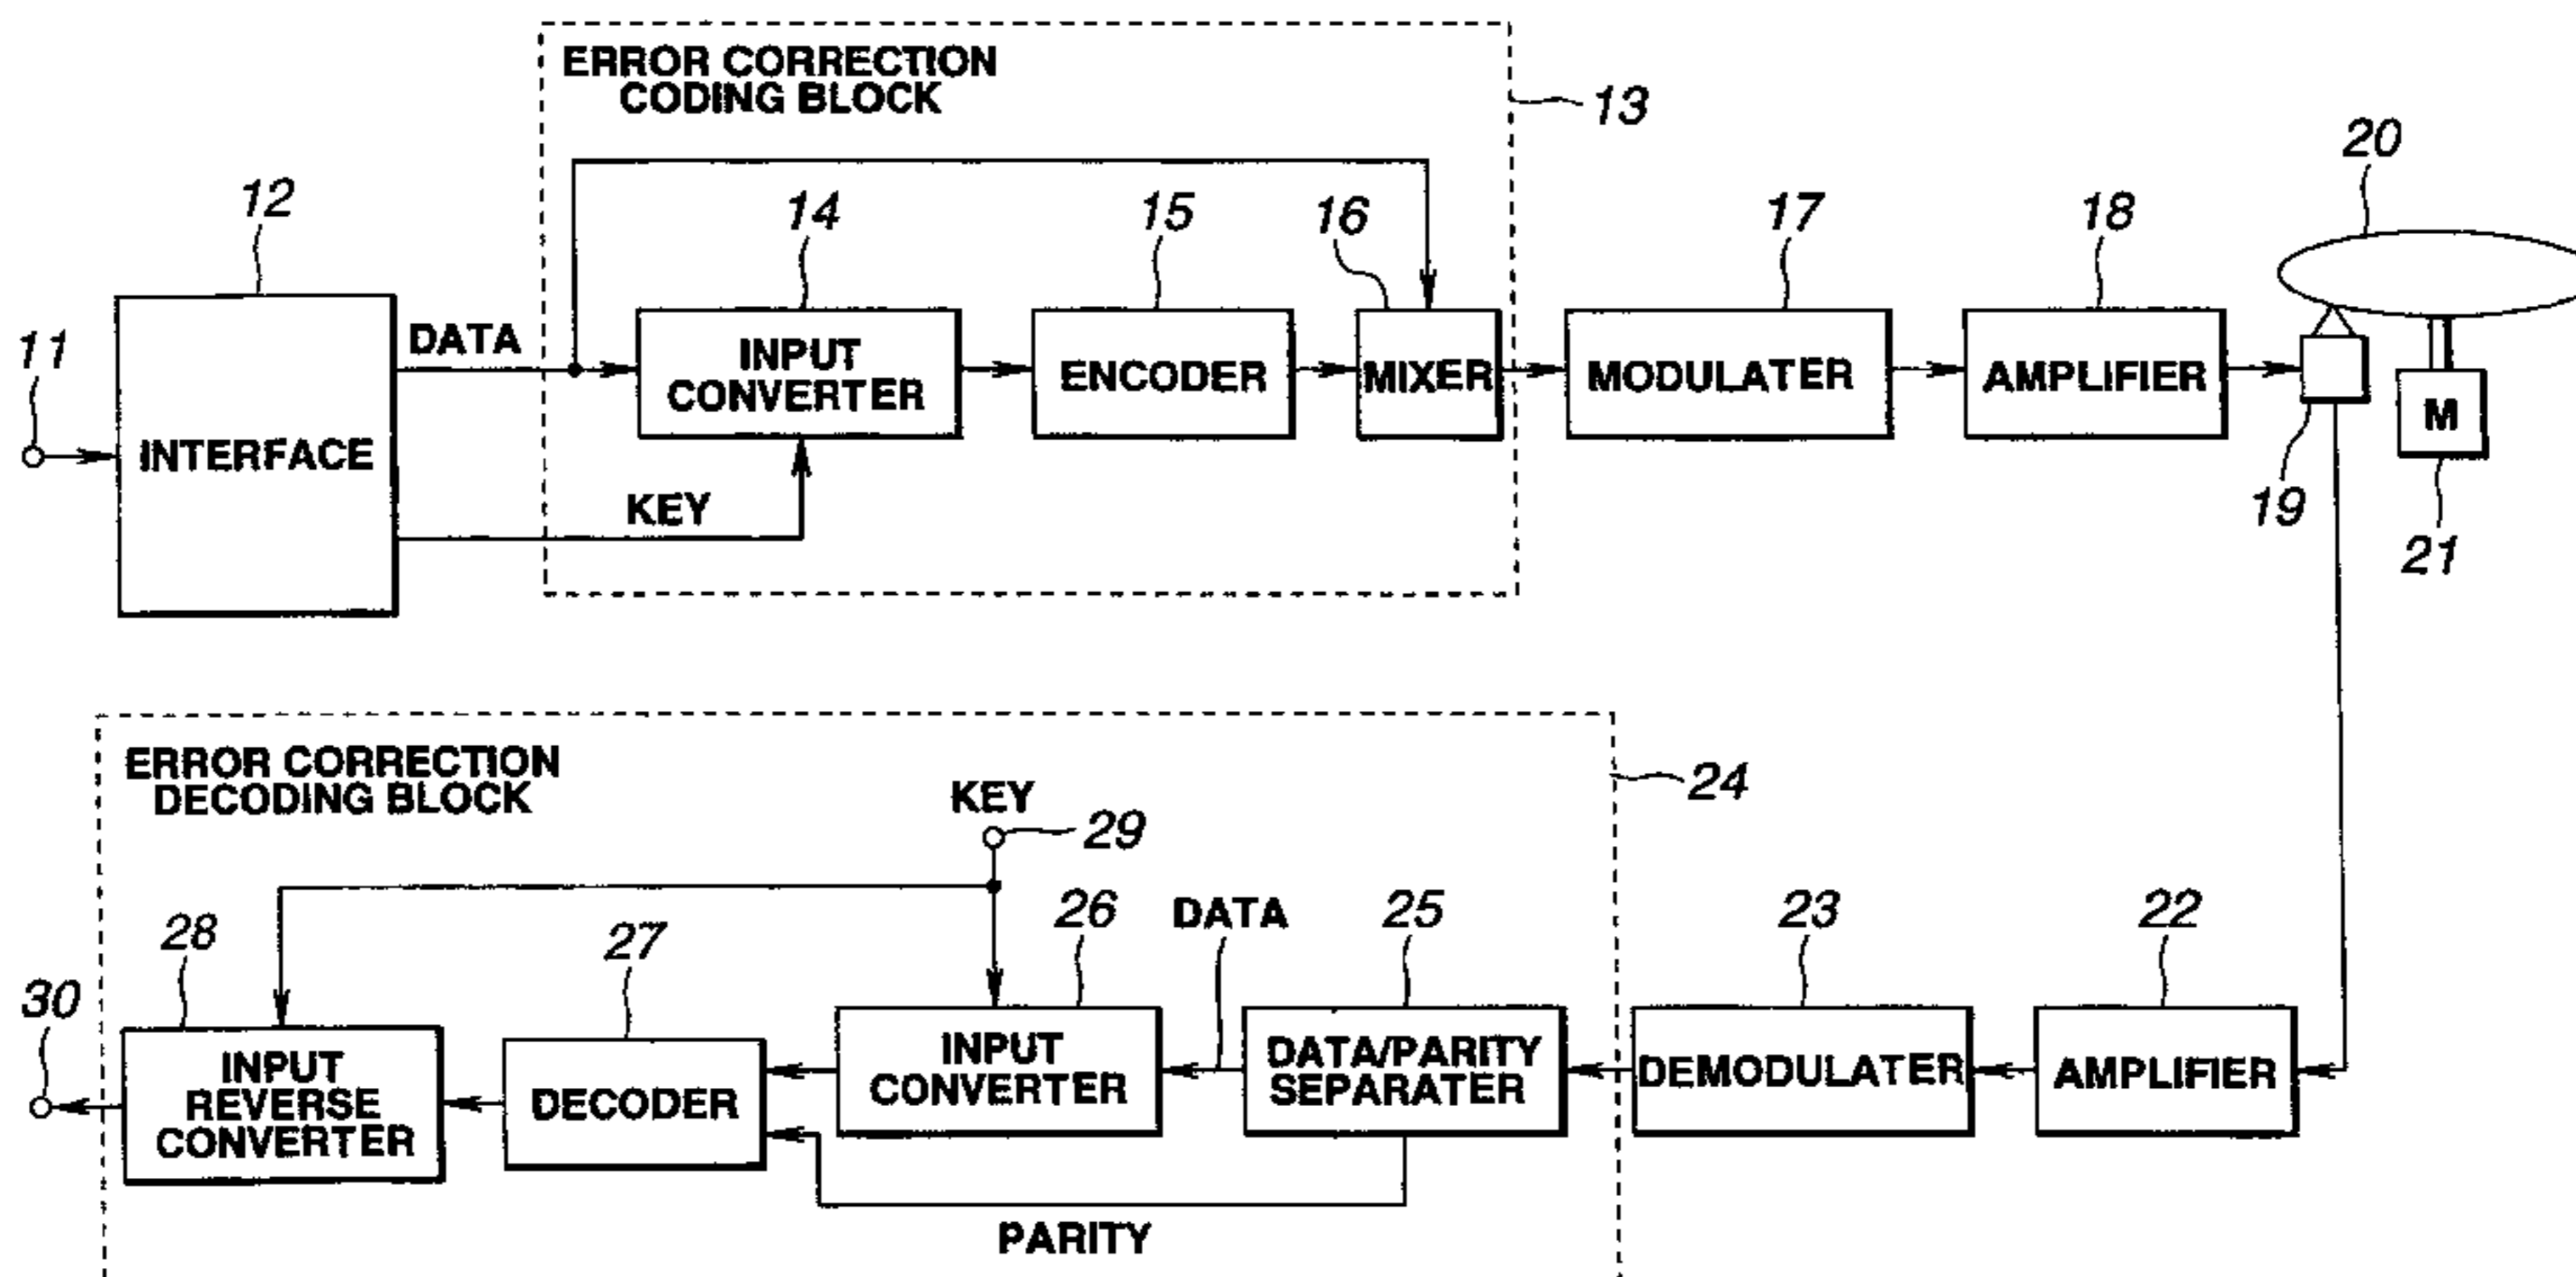 ERROR CORRECTION
CODING BLOCK
13
20
12
14
15
16
17
18
11
DATA
INTERFACE
INPUT
CONVERTER
ENCODER
MIXER
MODULATER
AMPLIFIER
M
KEY
19
21
ERROR CORRECTION
DECODING BLOCK
24
KEY
29
28
27
26
DATA
25
23
22
30
INPUT
REVERSE
CONVERTER
DECODER
INPUT
CONVERTER
DATA/PARITY
SEPARATER
DEMODULATER
AMPLIFIER
PARITY